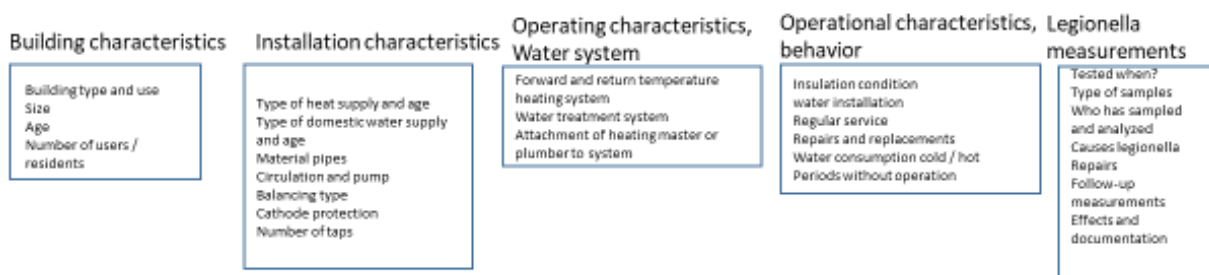 Building characteristics
Building type and use
Size
Age
Number of users /
residents
Installation characteristics
Type of heat supply and age
Type of domestic water supply
and age
Material pipes
Circulation and pump
Balancing type
Cathode protection
Number of taps
Operating characteristics,
Water system
Forward and return temperature
heating system
Water treatment system
Attachment of heating master or
plumber to system
Operational characteristics,
behavior
Insulation condition
water installation
Regular service
Repairs and replacements
Water consumption cold / hot
Periods without operation
Legionella
measurements
Tested when?
Type of samples
Who has sampled
and analyzed
Causes legionella
Repairs
Follow-up
measurements
Effects and
documentation